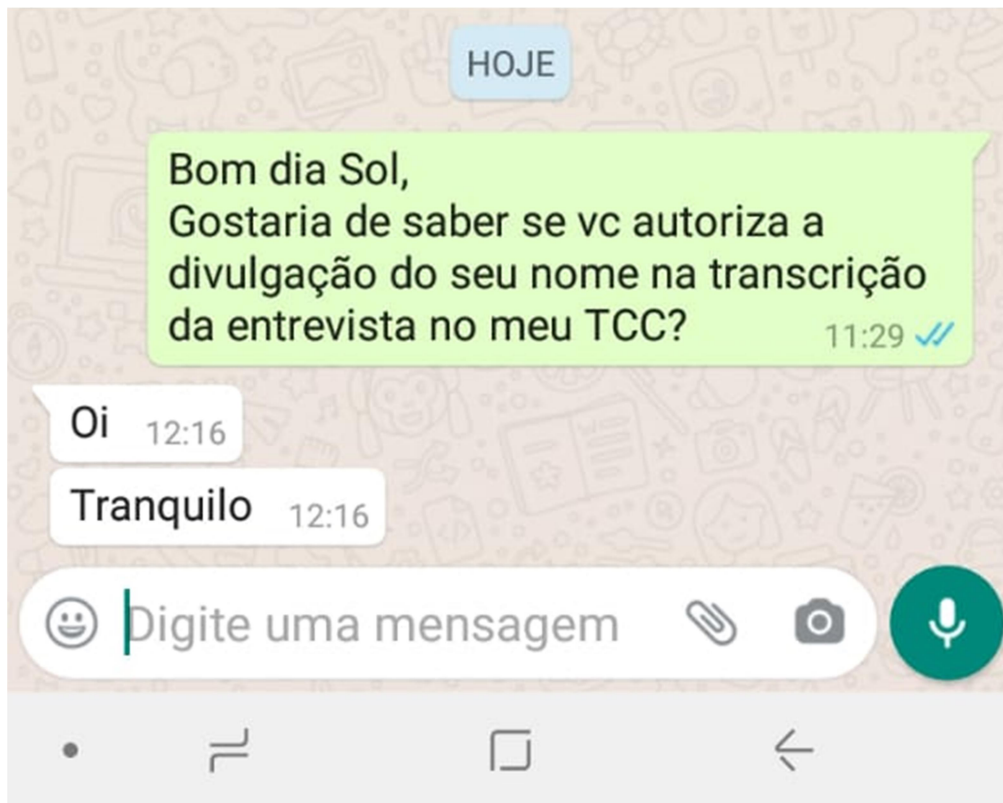 HOJE
Bom dia Sol,
Gostaria de saber se vc autoriza a
divulgação do seu nome na transcrição
da entrevista no meu TCC?
11:29
Oi 12:16
Tranquilo 12:16
Digite uma mensagem